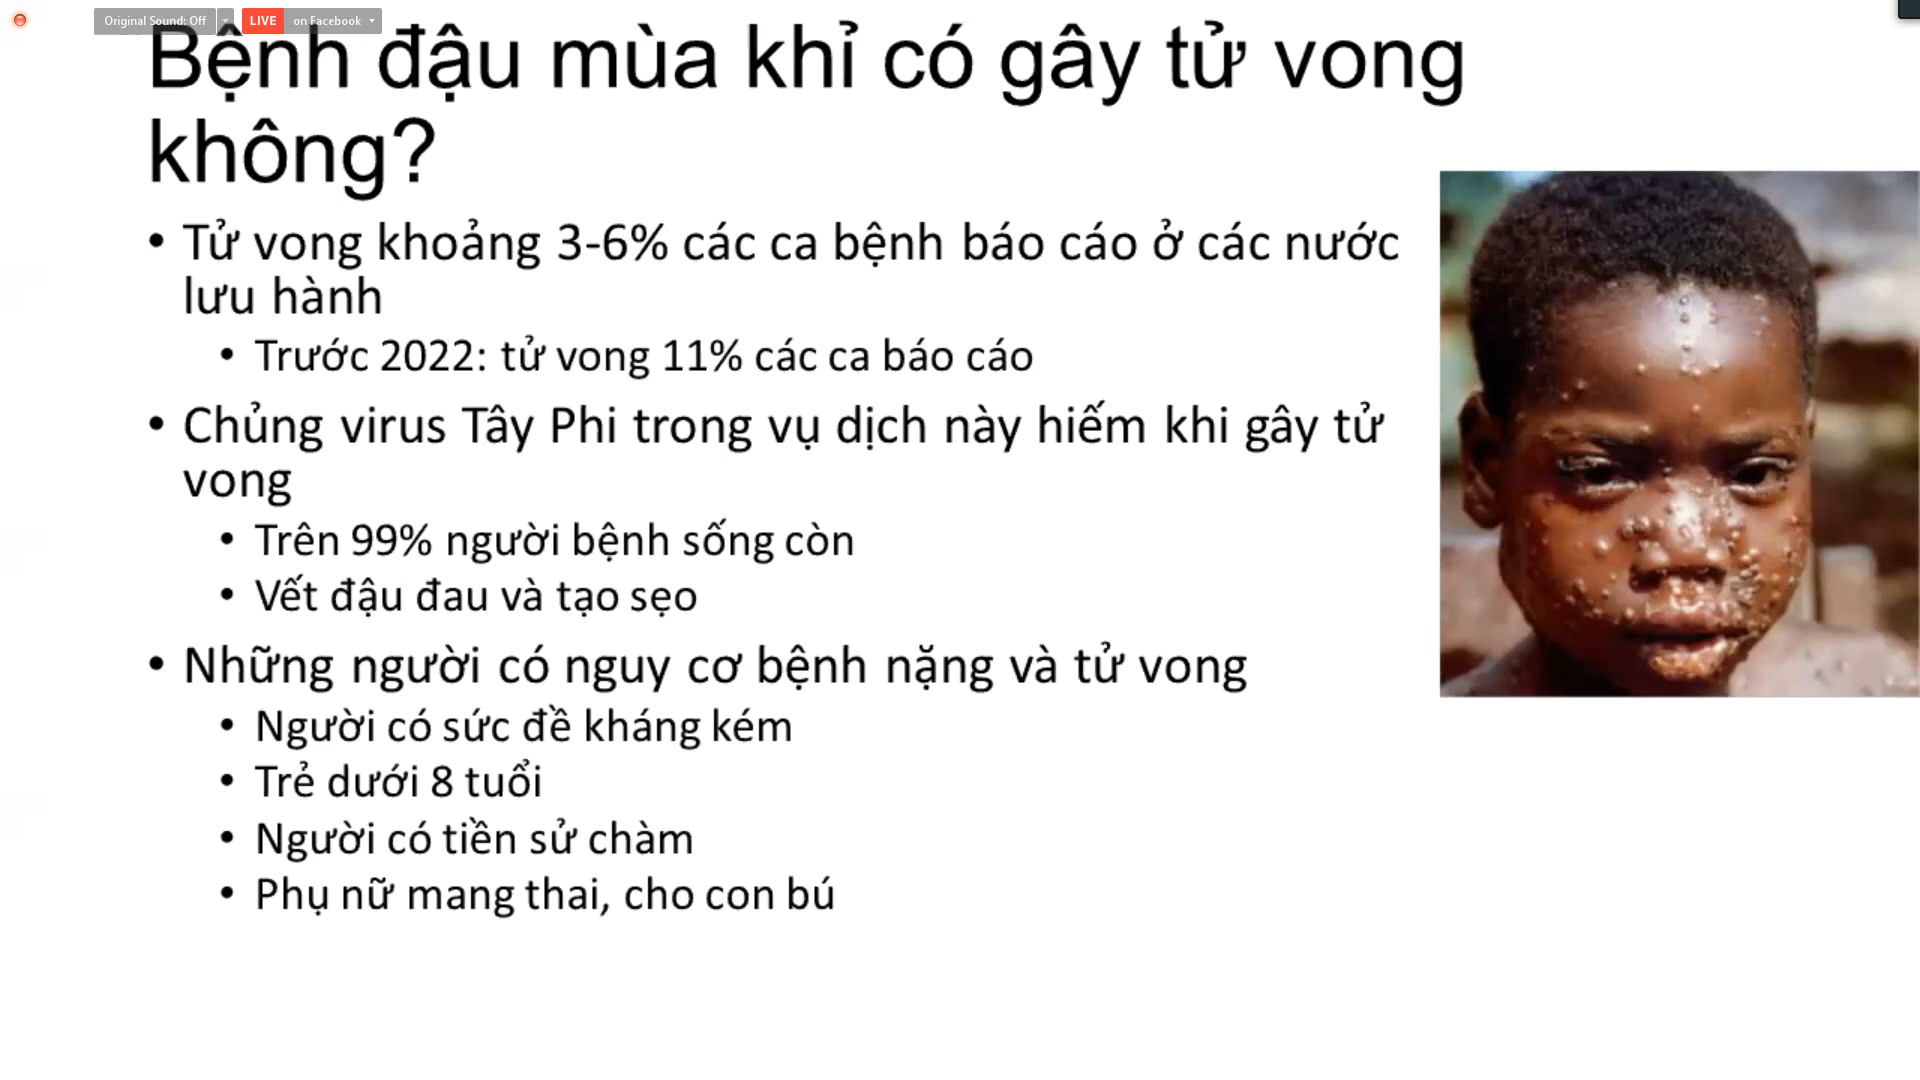 Original Sound: Off
LIVE on Facebook
Bệnh đậu mùa khỉ có gây tử vong
không?
• Tử vong khoảng 3-6% các ca bệnh báo cáo ở các nước
lưu hành
• Trước 2022: tử vong 11% các ca báo cáo
• Chủng virus Tây Phi trong vụ dịch này hiếm khi gây tử
vong
• Trên 99% người bệnh sống còn
• Vết đậu đau và tạo sẹo
• Những người có nguy cơ bệnh nặng và tử vong
• Người có sức đề kháng kém
• Trẻ dưới 8 tuổi
• Người có tiền sử chàm
• Phụ nữ mang thai, cho con bú